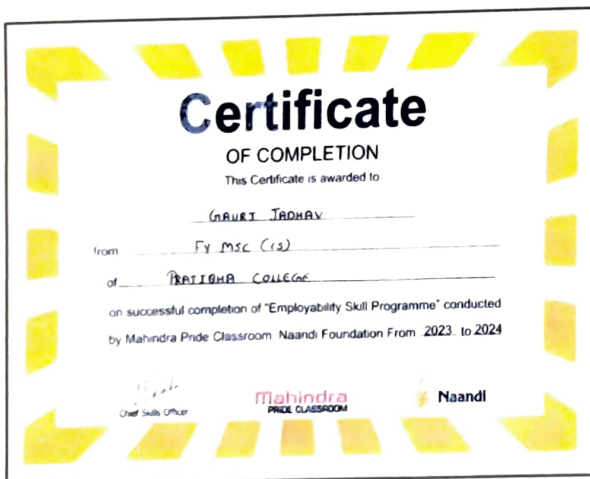 Certificate
OF COMPLETION
This Certificate is awarded to
GAURI JADHAV
from FY MSC (IS)
of PRATIBHA COLLEGE
on successful completion of "Employability Skill Programme" conducted
by Mahindra Pride Classroom Naandi Foundation From 2023 to 2024
Chief Skills Officer
Mahindra
PRIDE CLASSROOM
Naandi